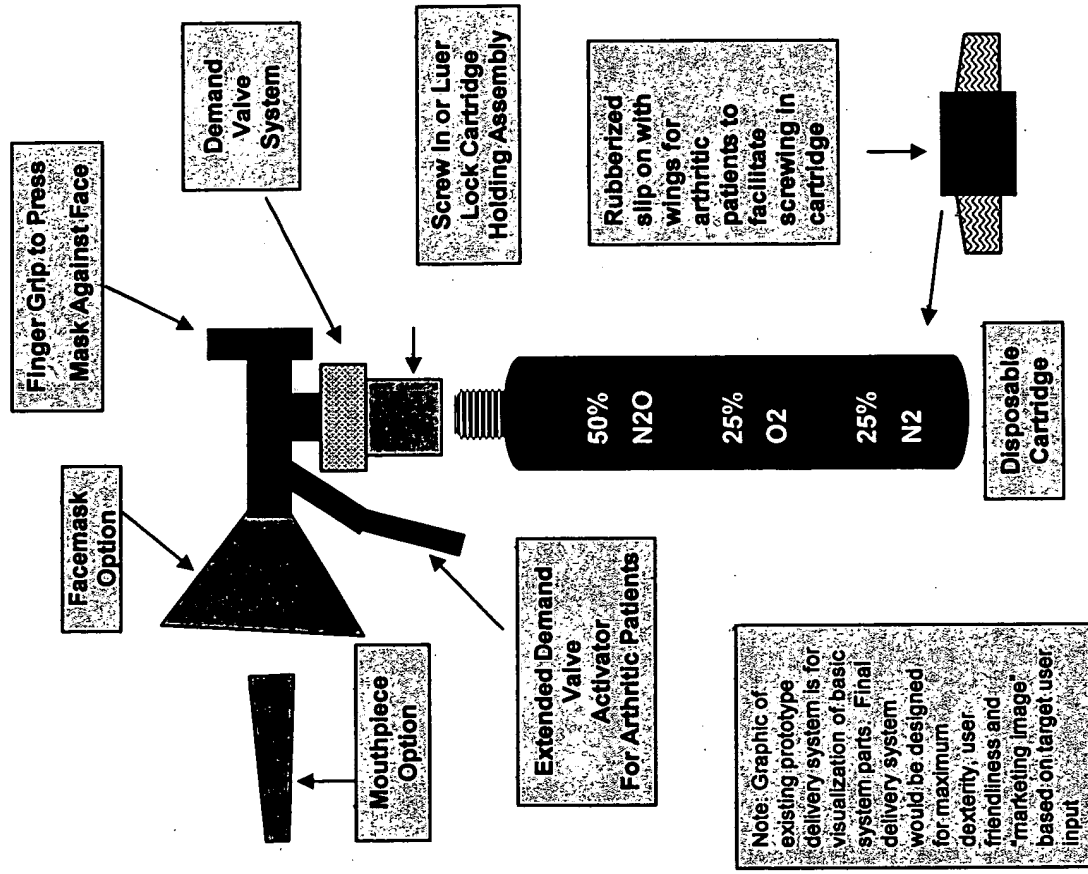 Finger Grip to Press
Mask Against Face
Demand
Valve
System
Facemask
Option
Screw In or Luer
Lock Cartridge
Holding Assembly
Mouthpiece
Option
Extended Demand
Valve
Activator
For Arthritic Patients
50%
N2O
25%
O2
25%
N2
Rubberized
slip on with
wings for
arthritic
patients to
facilitate
screwing in
cartridge
Disposable
Cartridge
Note: Graphic of
existing prototype
delivery system is for
visualization of basic
system parts. Final
delivery system
would be designed
for maximum
dexterity, user
friendliness and
"marketing image"
based on target user
input